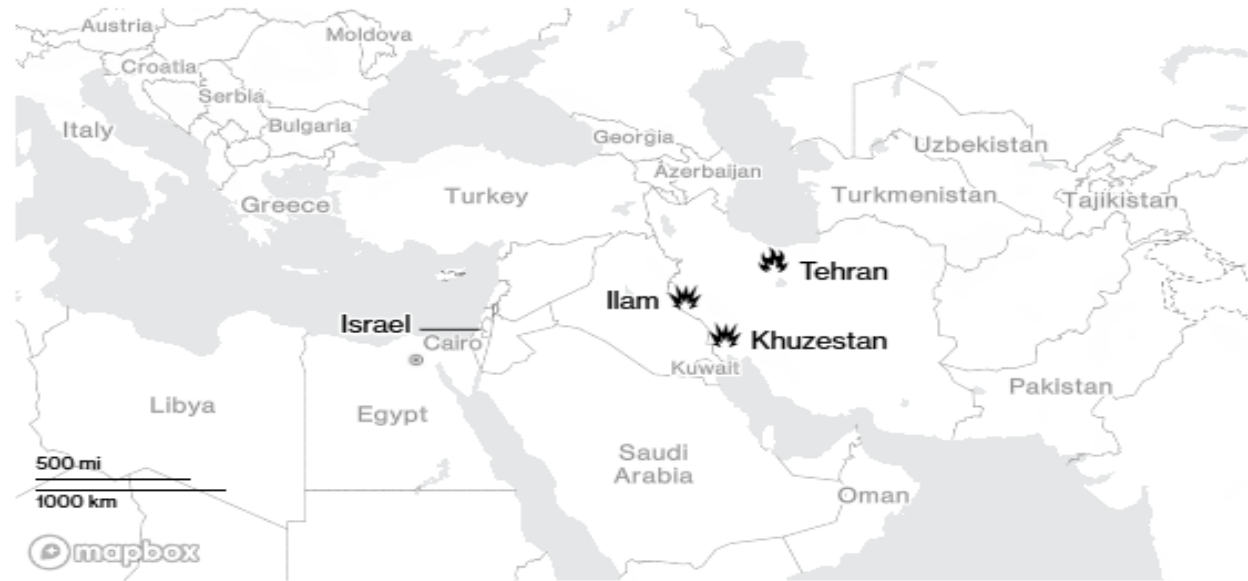 Austria
Moldova
Croatia
Serbia
Italy
Bulgaria
Georgia
Uzbekistan
Azerbaijan
Turkey
Turkmenistan
Tajikistan
Greece
Tehran
Ilam
Israel
Cairo
Khuzestan
Kuwait
Pakistan
Libya
Egypt
Saudi
Arabia
500 mi
1000 km
Oman
mapbox